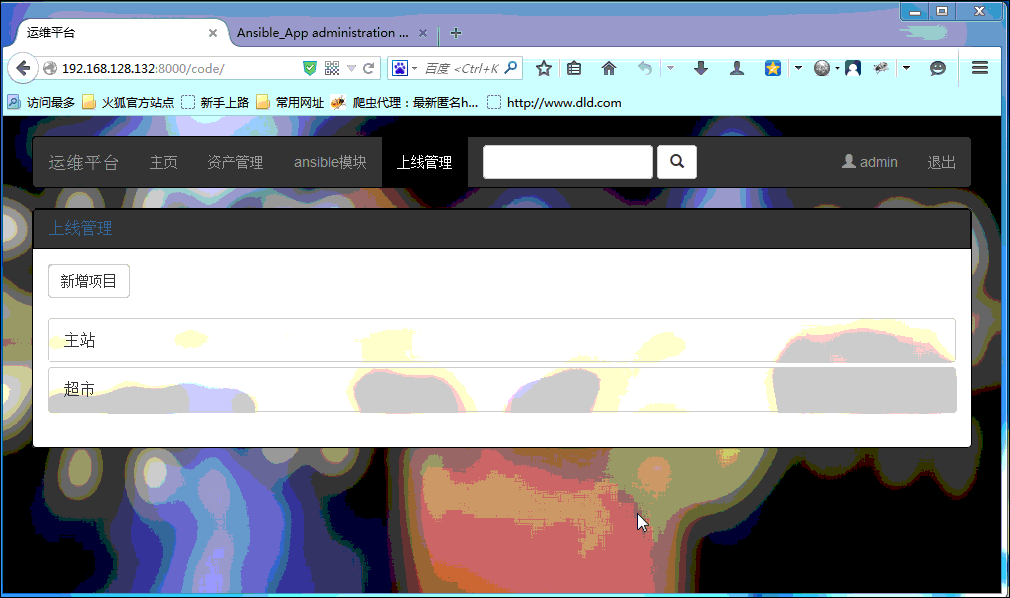 运维平台
Ansible_App administration ...
192.168.128.132:8000/code/
百度 <Ctrl+K
访问最多 火狐官方站点 新手上路 常用网址 爬虫代理：最新匿名h... http://www.dld.com
运维平台 主页 资产管理 ansible模块 上线管理 admin 退出
上线管理
新增项目
主站
超市